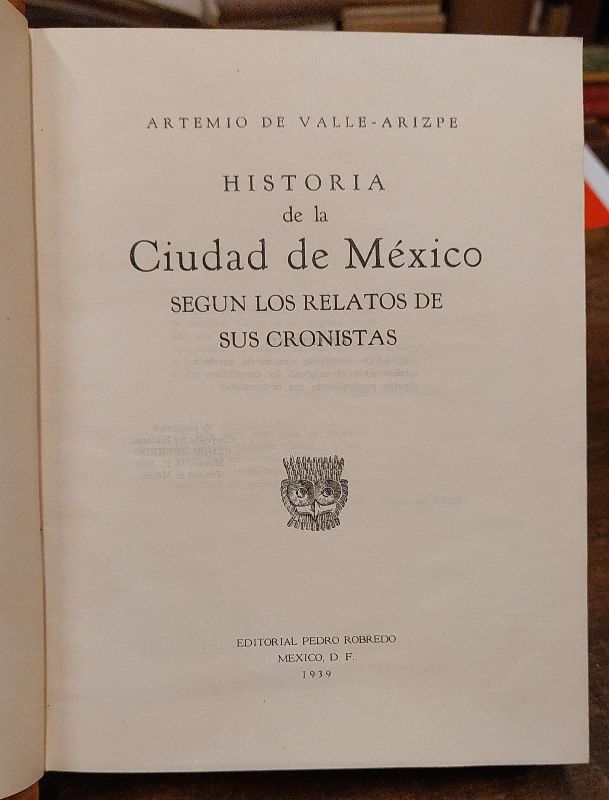 ARTEMIO DE VALLE-ARIZPE
HISTORIA
de la
Ciudad de México
SEGUN LOS RELATOS DE
SUS CRONISTAS
EDITORIAL PEDRO ROBREDO
MEXICO, D. F.
1939